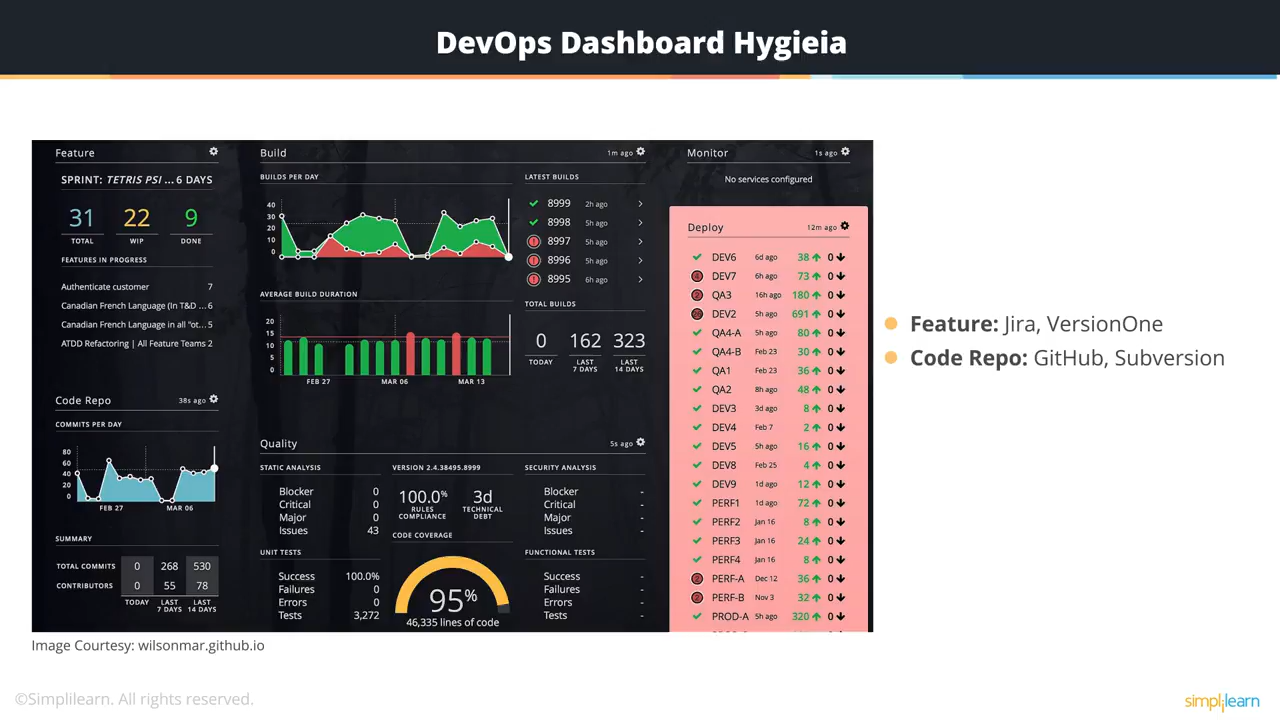 DevOps Dashboard Hygieia
Feature
SPRINT: TETRIS PSI ... 6 DAYS
31 22 9
TOTAL WIP DONE
FEATURES IN PROGRESS
Authenticate customer 7
Canadian French Language (In T&D ... 6
Canadian French Language in all "ot... 5
ATDD Refactoring | All Feature Teams 2
Code Repo 38s ago
COMMITS PER DAY
80
60
40
20
0
FEB 27 MAR 06
SUMMARY
TOTAL COMMITS 0 268 530
CONTRIBUTORS 0 55 78
TODAY LAST 7 DAYS LAST 14 DAYS
Build 1m ago
BUILDS PER DAY
40
30
20
10
0
AVERAGE BUILD DURATION
20
15
10
5
0
FEB 27 MAR 06 MAR 13
LATEST BUILDS
8999 2h ago
8998 5h ago
8997 5h ago
8996 5h ago
8995 6h ago
TOTAL BUILDS
0 162 323
TODAY LAST 7 DAYS LAST 14 DAYS
Quality 5s ago
STATIC ANALYSIS
Blocker 0
Critical 0
Major 0
Issues 43
UNIT TESTS
Success 100.0%
Failures 0
Errors 0
Tests 3,272
VERSION 2.4.38495.8999
100.0% 3d
RULES COMPLIANCE TECHNICAL DEBT
CODE COVERAGE
95%
46,335 lines of code
SECURITY ANALYSIS
Blocker -
Critical -
Major -
Issues -
FUNCTIONAL TESTS
Success -
Failures -
Errors -
Tests -
Monitor 1s ago
No services configured
Deploy 12m ago
DEV6 6d ago 38 0
DEV7 6h ago 73 0
QA3 16h ago 180 0
DEV2 5h ago 691 0
QA4-A 5h ago 80 0
QA4-B Feb 23 30 0
QA1 Feb 23 36 0
QA2 8h ago 48 0
DEV3 3d ago 8 0
DEV4 Feb 7 2 0
DEV5 5h ago 16 0
DEV8 Feb 25 4 0
DEV9 1d ago 12 0
PERF1 1d ago 72 0
PERF2 Jan 16 8 0
PERF3 Jan 16 24 0
PERF4 Jan 16 8 0
PERF-A Dec 12 36 0
PERF-B Nov 3 32 0
PROD-A 5h ago 320 0
Feature: Jira, VersionOne
Code Repo: GitHub, Subversion
Image Courtesy: wilsonmar.github.io
©Simplilearn. All rights reserved.
simplilearn